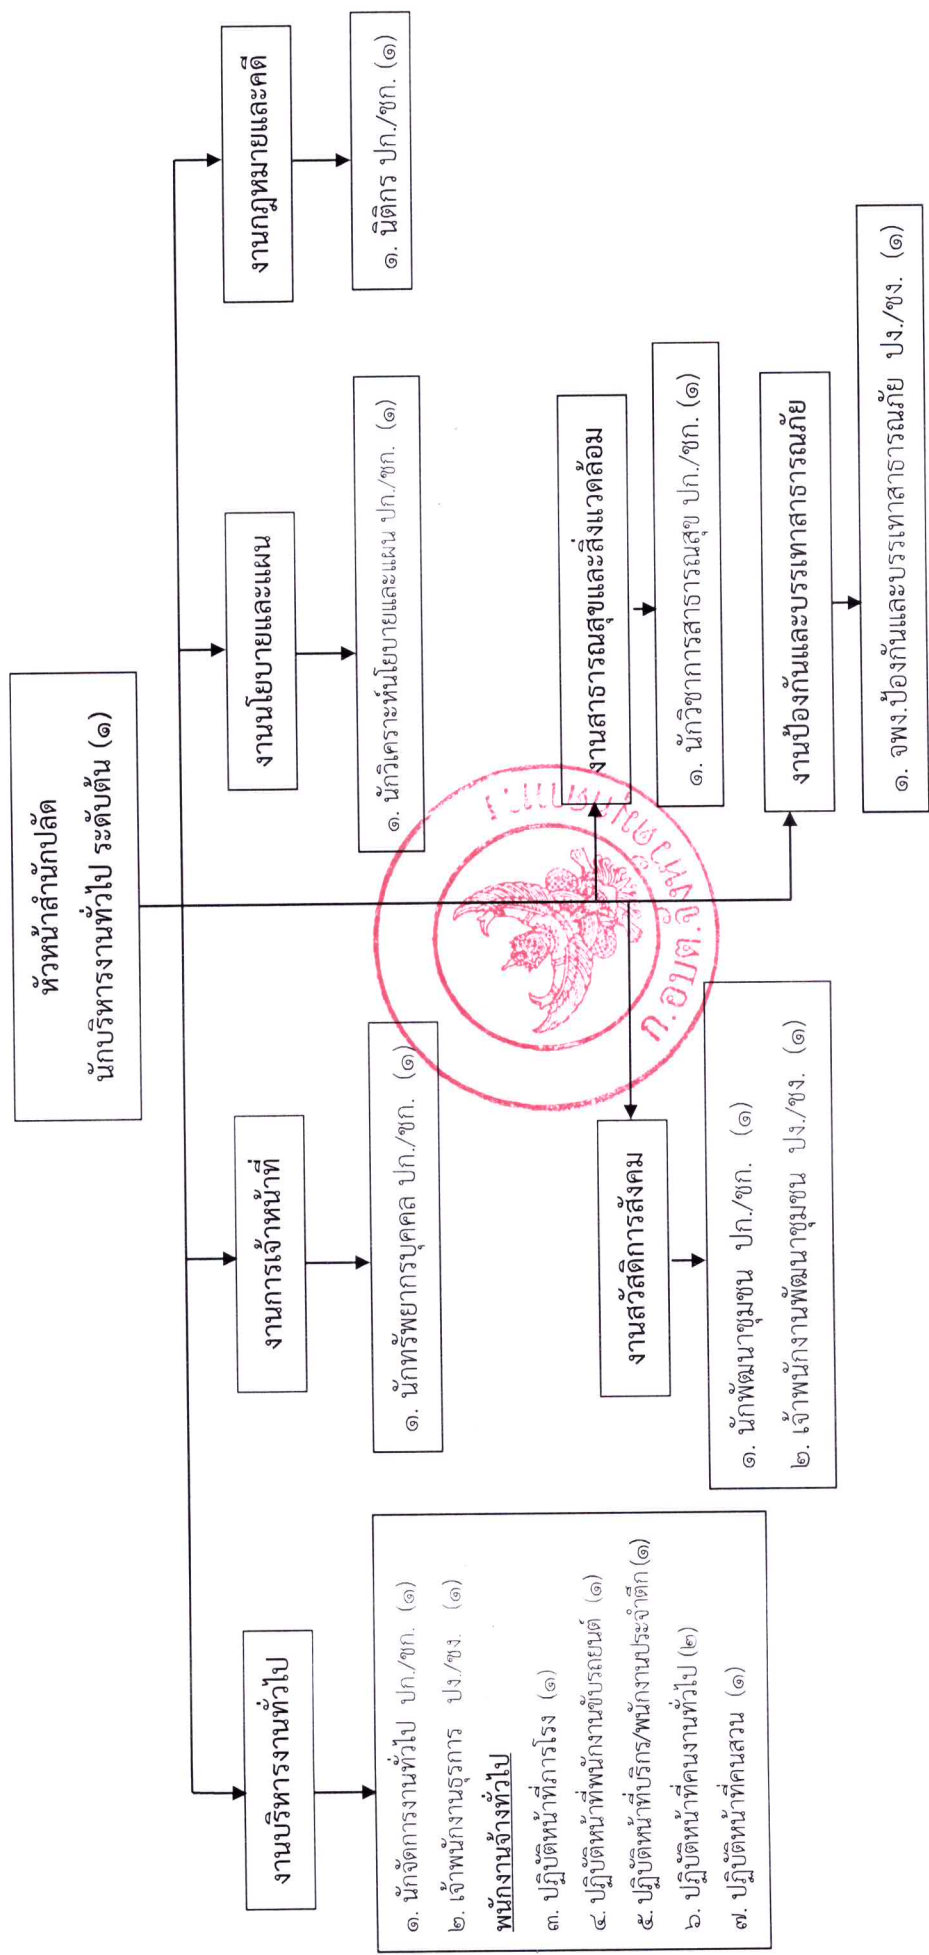 หัวหน้าสำนักปลัด
นักบริหารงานทั่วไป ระดับต้น (๑)
งานบริหารงานทั่วไป
๑. นักจัดการงานทั่วไป ปก./ชก. (๑)
๒. เจ้าพนักงานธุรการ ปง./ชง. (๑)
พนักงานจ้างทั่วไป
๓. ปฏิบัติหน้าที่ภารโรง (๑)
๔. ปฏิบัติหน้าที่พนักงานขับรถยนต์ (๑)
๕. ปฏิบัติหน้าที่บริกร/พนักงานประจำตึก (๑)
๖. ปฏิบัติหน้าที่คนงานทั่วไป (๒)
๗. ปฏิบัติหน้าที่คนสวน (๑)
งานการเจ้าหน้าที่
๑. นักทรัพยากรบุคคล ปก./ชก. (๑)
งานนโยบายและแผน
๑. นักวิเคราะห์นโยบายและแผน ปก./ชก. (๑)
งานกฎหมายและคดี
๑. นิติกร ปก./ชก. (๑)
งานสวัสดิการสังคม
๑. นักพัฒนาชุมชน ปก./ชก. (๑)
๒. เจ้าพนักงานพัฒนาชุมชน ปง./ชง. (๑)
งานสาธารณสุขและสิ่งแวดล้อม
๑. นักวิชาการสาธารณสุข ปก./ชก. (๑)
งานป้องกันและบรรเทาสาธารณภัย
๑. จพง.ป้องกันและบรรเทาสาธารณภัย ปง./ชง. (๑)
ก.อบต.จังหวัด